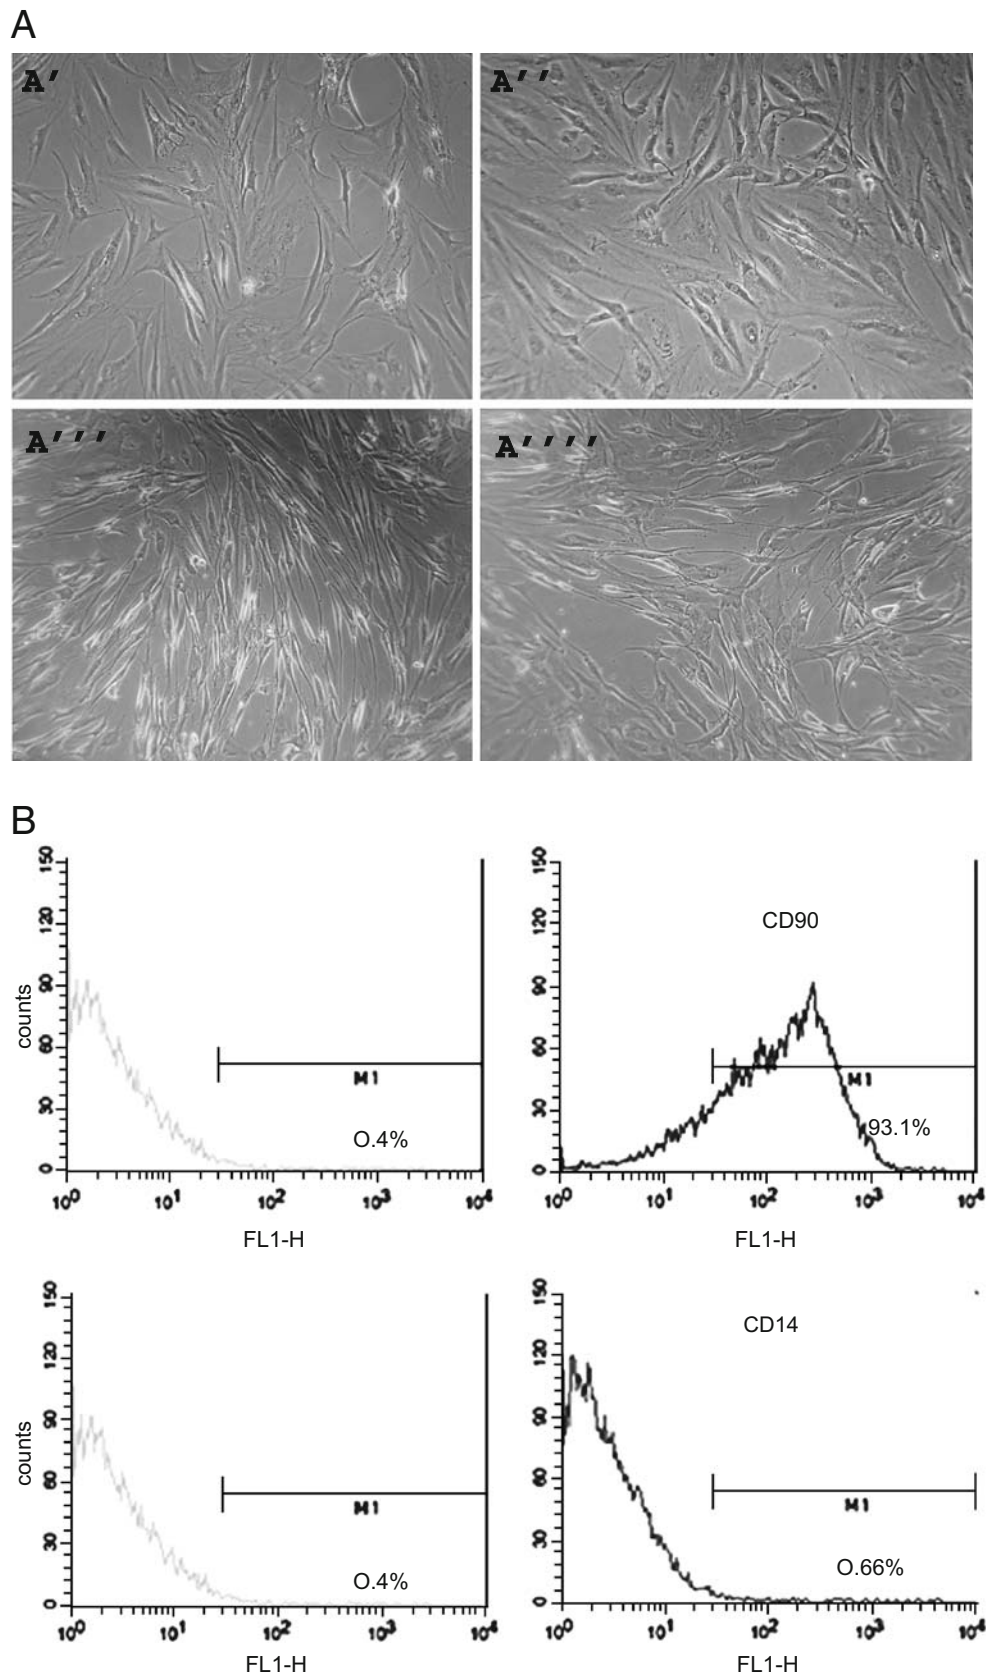 A
A′ A′′
A′′′ A′′′′
B
150 120 90 60 30 0
counts
M1
O.4%
10⁰ 10¹ 10² 10³ 10⁴
FL1-H
150 120 90 60 30 0
CD90
M1
93.1%
10⁰ 10¹ 10² 10³ 10⁴
FL1-H
150 120 90 60 30 0
counts
M1
O.4%
10⁰ 10¹ 10² 10³ 10⁴
FL1-H
150 120 90 60 30 0
CD14
M1
O.66%
10⁰ 10¹ 10² 10³ 10⁴
FL1-H